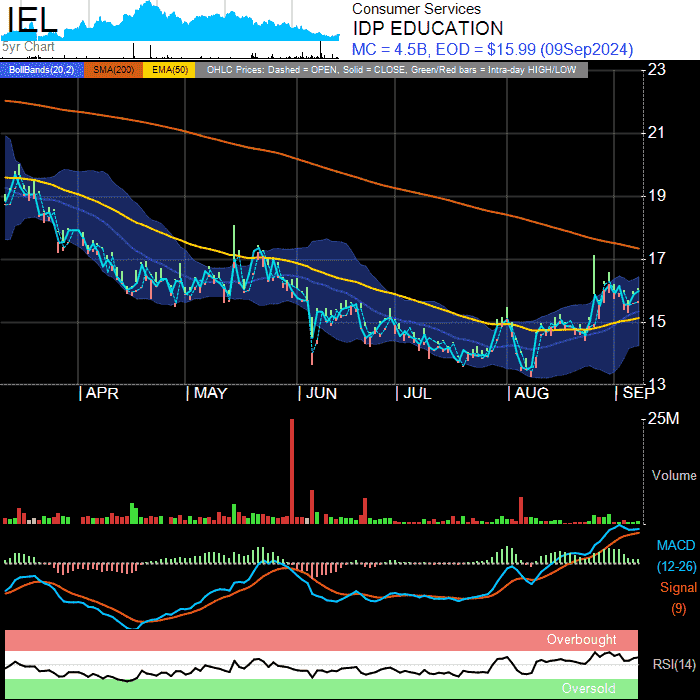 IEL
5yr Chart
Consumer Services
IDP EDUCATION
MC = 4.5B, EOD = $15.99 (09Sep2024)
BollBands(20,2) SMA(200) EMA(50) OHLC Prices: Dashed = OPEN, Solid = CLOSE, Green/Red bars = Intra-day HIGH/LOW
23
21
19
17
15
13
APR MAY JUN JUL AUG SEP
25M
Volume
MACD
(12-26)
Signal
(9)
Overbought
RSI(14)
Oversold